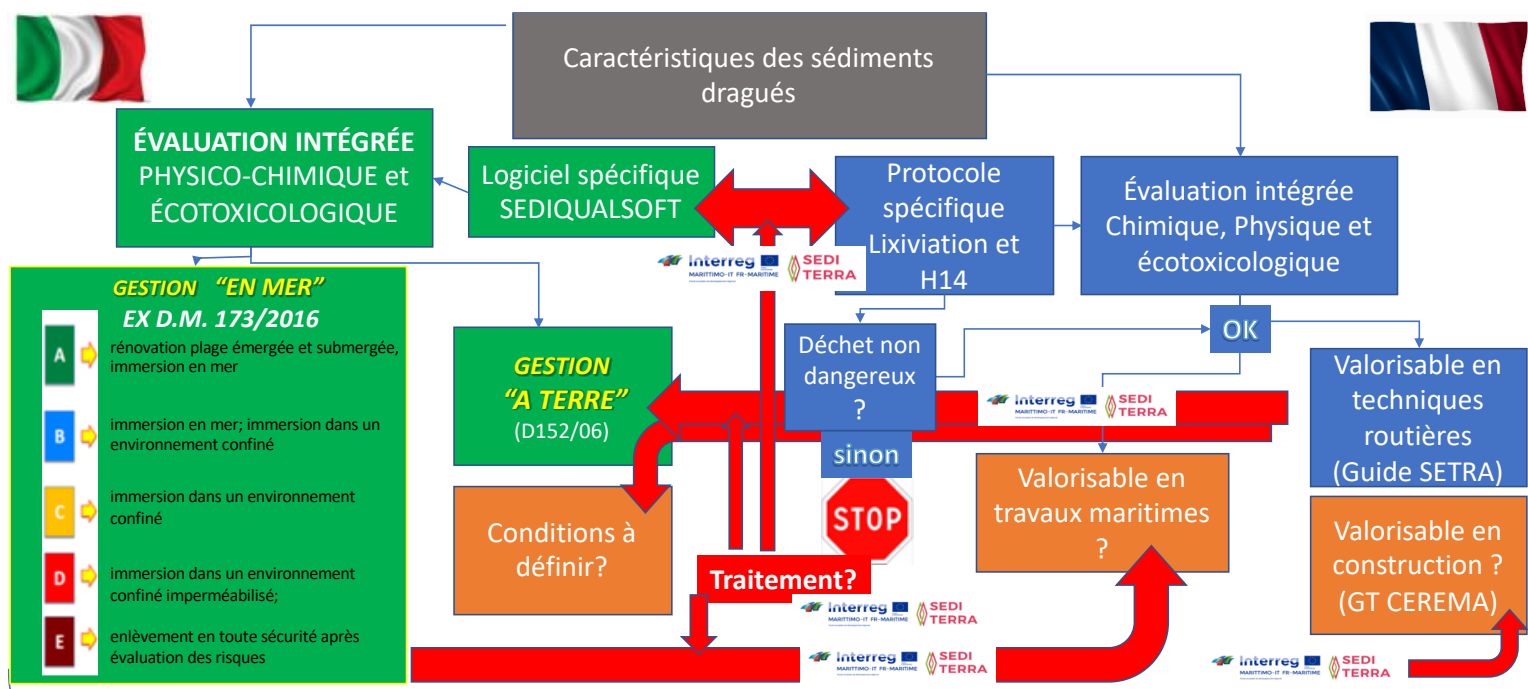 Caractéristiques des sédiments
dragués
ÉVALUATION INTÉGRÉE
PHYSICO-CHIMIQUE et
ÉCOTOXICOLOGIQUE
Logiciel spécifique
SEDIQUALSOFT
Protocole
spécifique
Lixiviation et
H14
Évaluation intégrée
Chimique, Physique et
écotoxicologique
Interreg
MARITTIMO-IT FR-MARITIME
SEDI
TERRA
GESTION "EN MER"
EX D.M. 173/2016
A
rénovation plage émergée et submergée,
immersion en mer
B
immersion en mer; immersion dans un
environnement confiné
C
immersion dans un environnement
confiné
D
immersion dans un environnement
confiné imperméabilisé;
E
enlèvement en toute sécurité après
évaluation des risques
GESTION
"A TERRE"
(D152/06)
Conditions à
définir?
Déchet non
dangereux
?
sinon
STOP
OK
Interreg
MARITTIMO-IT FR-MARITIME
SEDI
TERRA
Valorisable en
techniques
routières
(Guide SETRA)
Valorisable en
travaux maritimes
?
Valorisable en
construction ?
(GT CEREMA)
Traitement?
Interreg
MARITTIMO-IT FR-MARITIME
SEDI
TERRA
Interreg
MARITTIMO-IT FR-MARITIME
SEDI
TERRA
Interreg
MARITTIMO-IT FR-MARITIME
SEDI
TERRA